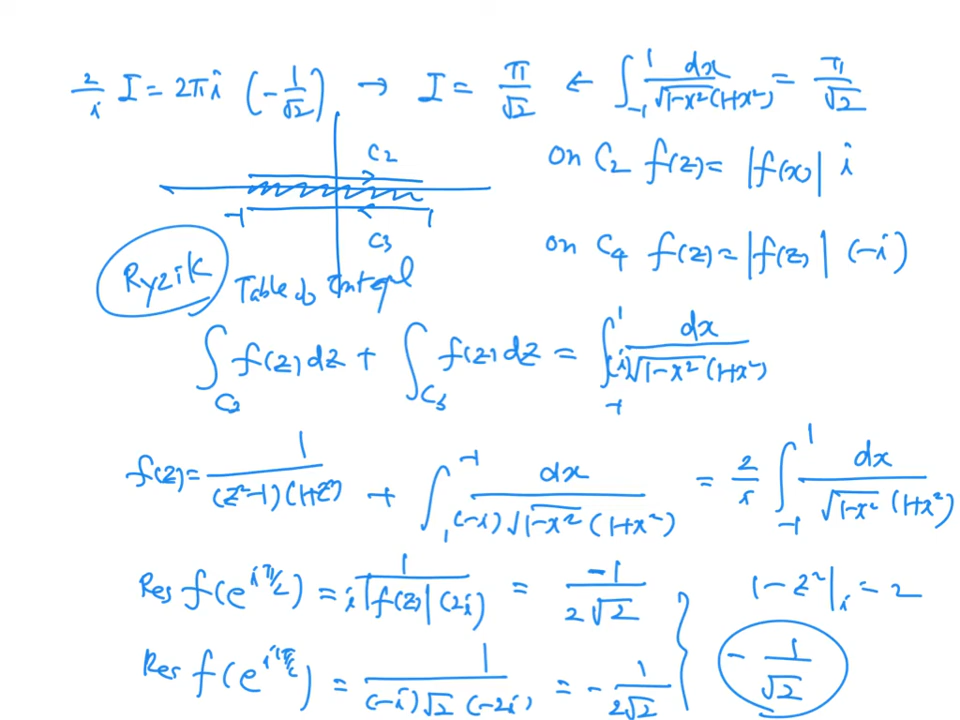 2/i I = 2πi (-1/√2) → I = π/√2 ← ∫_{-1}^{1} dx/(√1-x² (1+x²)) = π/√2
C2
on C2 f(z) = |f(x)| i
-1 1
C3
on C4 f(z) = |f(z)| (-i)
Ryzik Table of Integral
∫_{C2} f(z)dz + ∫_{C3} f(z)dz = ∫_{-1}^{1} dx/((i)√1-x² (1+x²))
f(z) = 1/((z²-1)(1+z²)) + ∫_{1}^{-1} dx/((-i)√1-x² (1+x²)) = 2/i ∫_{-1}^{1} dx/(√1-x² (1+x²))
Res f(e^{iπ/2}) = 1/(i|f(z)|(2i)) = -1/(2√2) 1-z²|_i = 2
Res f(e^{}) = 1/((-i)√2 (-2i)) = -1/(2√2) } -1/√2